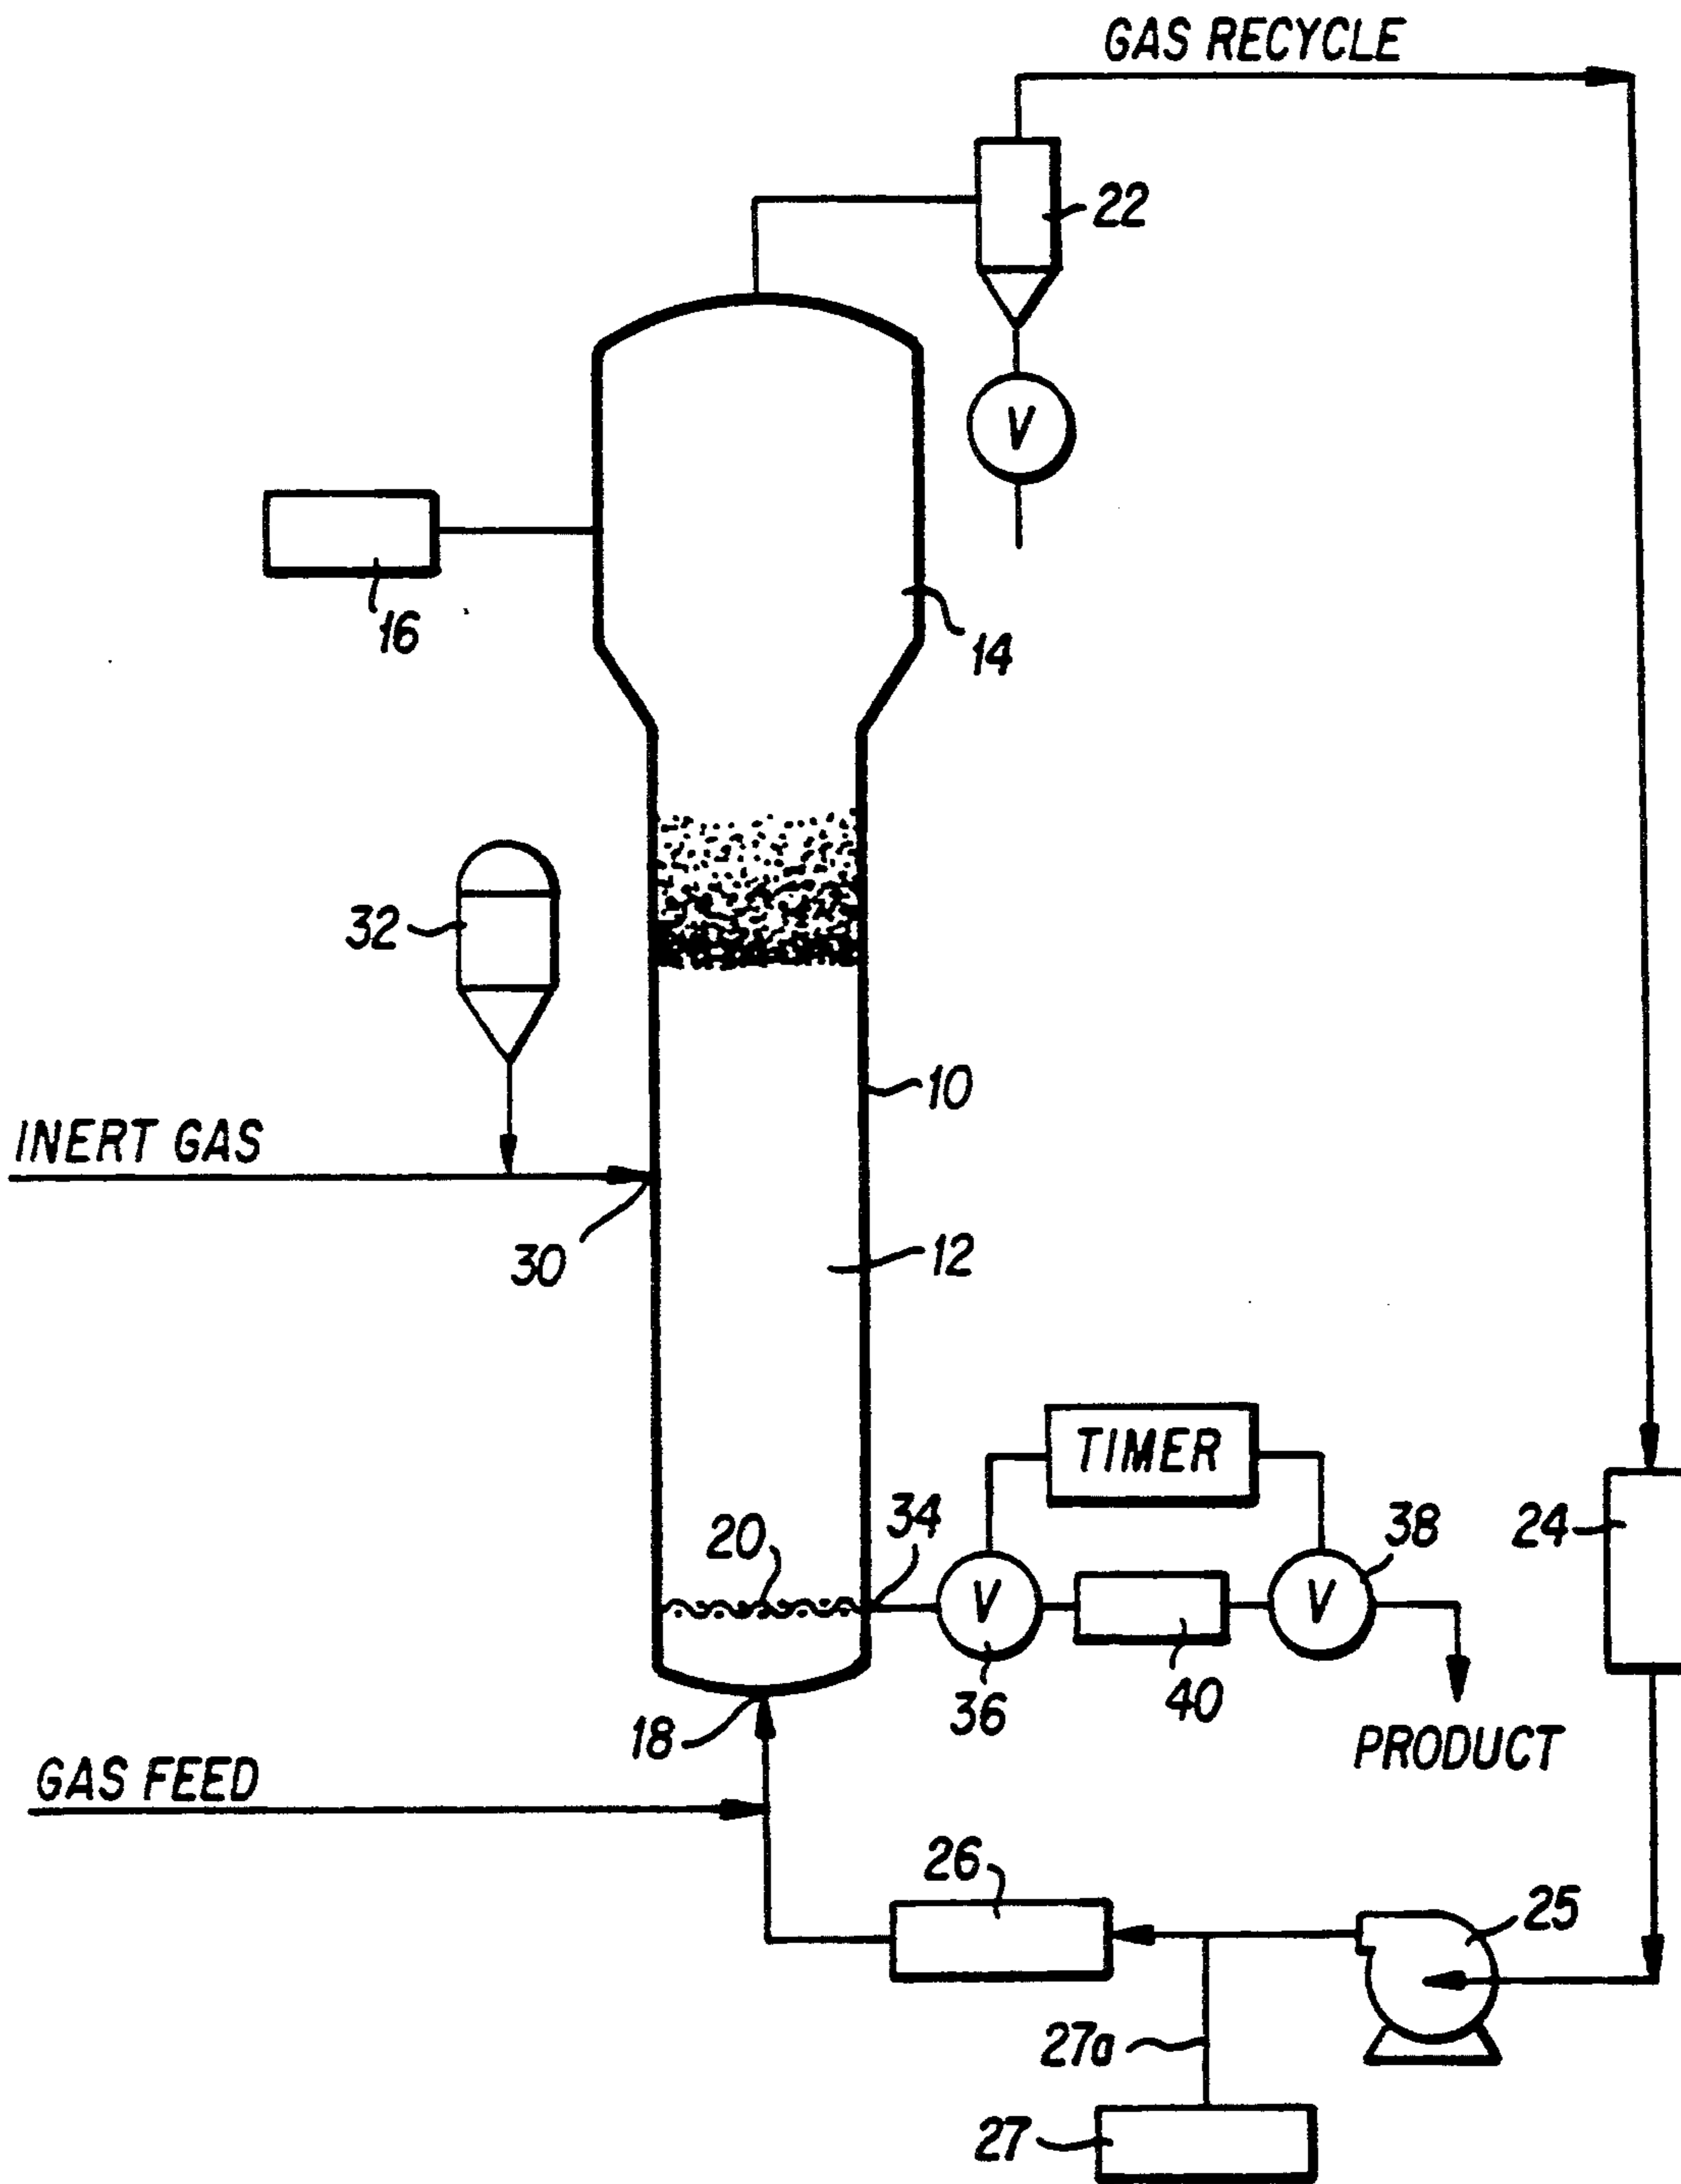 GAS RECYCLE
22
V
16
14
32
10
INERT GAS
30
12
TIMER
20
34
38
24
V
V
36
40
18
PRODUCT
GAS FEED
26
25
27a
27